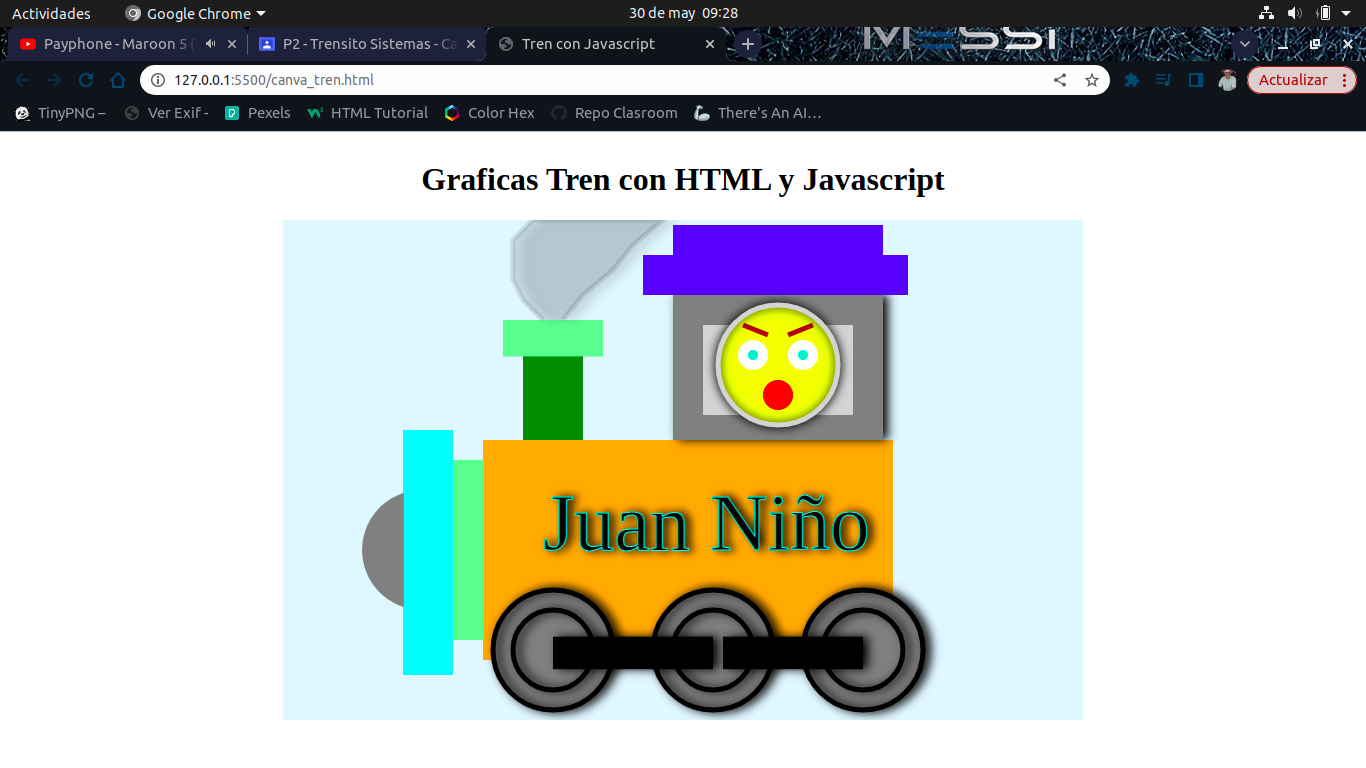 Actividades
Google Chrome
30 de may 09:28
Payphone - Maroon 5 (
P2 - Transito Sistemas - Ca
Tren con Javascript
MESSI
127.0.0.1:5500/canva_tren.html
Actualizar
TinyPNG –
Ver Exif -
Pexels
HTML Tutorial
Color Hex
Repo Clasroom
There's An AI...
Graficas Tren con HTML y Javascript
Juan Niño